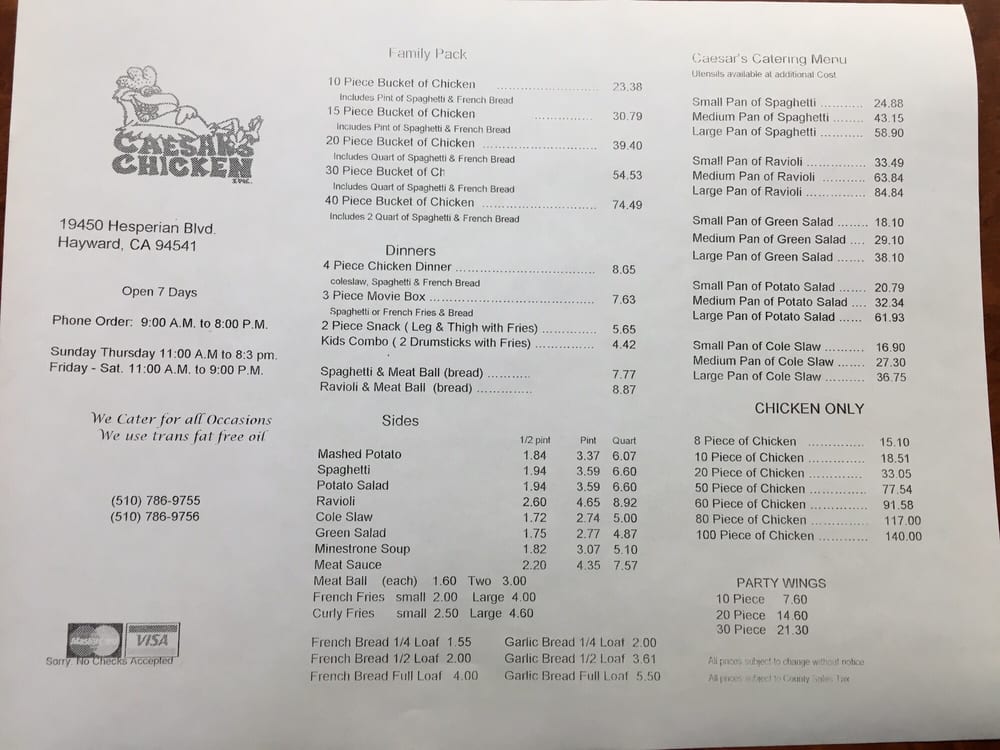 CAESAR'S
CHICKEN
INC.
19450 Hesperian Blvd.
Hayward, CA 94541
Open 7 Days
Phone Order: 9:00 A.M. to 8:00 P.M.
Sunday Thursday 11:00 A.M to 8:3 pm.
Friday - Sat. 11:00 A.M. to 9:00 P.M.
We Cater for all Occasions
We use trans fat free oil
(510) 786-9755
(510) 786-9756
MasterCard VISA
Sorry. No Checks Accepted
Family Pack
10 Piece Bucket of Chicken .......................... 23.38
Includes Pint of Spaghetti & French Bread
15 Piece Bucket of Chicken ............... 30.79
Includes Pint of Spaghetti & French Bread
20 Piece Bucket of Chicken ............................. 39.40
Includes Quart of Spaghetti & French Bread
30 Piece Bucket of Ch 54.53
Includes Quart of Spaghetti & French Bread
40 Piece Bucket of Chicken ............................. 74.49
Includes 2 Quart of Spaghetti & French Bread
Dinners
4 Piece Chicken Dinner ................................... 8.65
coleslaw, Spaghetti & French Bread
3 Piece Movie Box .......................................... 7.63
Spaghetti or French Fries & Bread
2 Piece Snack ( Leg & Thigh with Fries) ............. 5.65
Kids Combo ( 2 Drumsticks with Fries) ............... 4.42
Spaghetti & Meat Ball (bread) ........... 7.77
Ravioli & Meat Ball (bread) .............. 8.87
Sides
1/2 pint Pint Quart
Mashed Potato 1.84 3.37 6.07
Spaghetti 1.94 3.59 6.60
Potato Salad 1.94 3.59 6.60
Ravioli 2.60 4.65 8.92
Cole Slaw 1.72 2.74 5.00
Green Salad 1.75 2.77 4.87
Minestrone Soup 1.82 3.07 5.10
Meat Sauce 2.20 4.35 7.57
Meat Ball (each) 1.60 Two 3.00
French Fries small 2.00 Large 4.00
Curly Fries small 2.50 Large 4.60
French Bread 1/4 Loaf 1.55 Garlic Bread 1/4 Loaf 2.00
French Bread 1/2 Loaf 2.00 Garlic Bread 1/2 Loaf 3.61
French Bread Full Loaf 4.00 Garlic Bread Full Loaf 5.50
Caesar's Catering Menu
Utensils available at additional Cost
Small Pan of Spaghetti ........... 24.88
Medium Pan of Spaghetti ........ 43.15
Large Pan of Spaghetti ........... 58.90
Small Pan of Ravioli ............ 33.49
Medium Pan of Ravioli ........... 63.84
Large Pan of Ravioli ............ 84.84
Small Pan of Green Salad ........ 18.10
Medium Pan of Green Salad .... 29.10
Large Pan of Green Salad ....... 38.10
Small Pan of Potato Salad ....... 20.79
Medium Pan of Potato Salad .... 32.34
Large Pan of Potato Salad ...... 61.93
Small Pan of Cole Slaw .......... 16.90
Medium Pan of Cole Slaw ....... 27.30
Large Pan of Cole Slaw ............ 36.75
CHICKEN ONLY
8 Piece of Chicken .............. 15.10
10 Piece of Chicken .............. 18.51
20 Piece of Chicken .............. 33.05
50 Piece of Chicken .............. 77.54
60 Piece of Chicken .............. 91.58
80 Piece of Chicken .............. 117.00
100 Piece of Chicken ............ 140.00
PARTY WINGS
10 Piece 7.60
20 Piece 14.60
30 Piece 21.30
All prices subject to change without notice
All prices subject to County Sales Tax